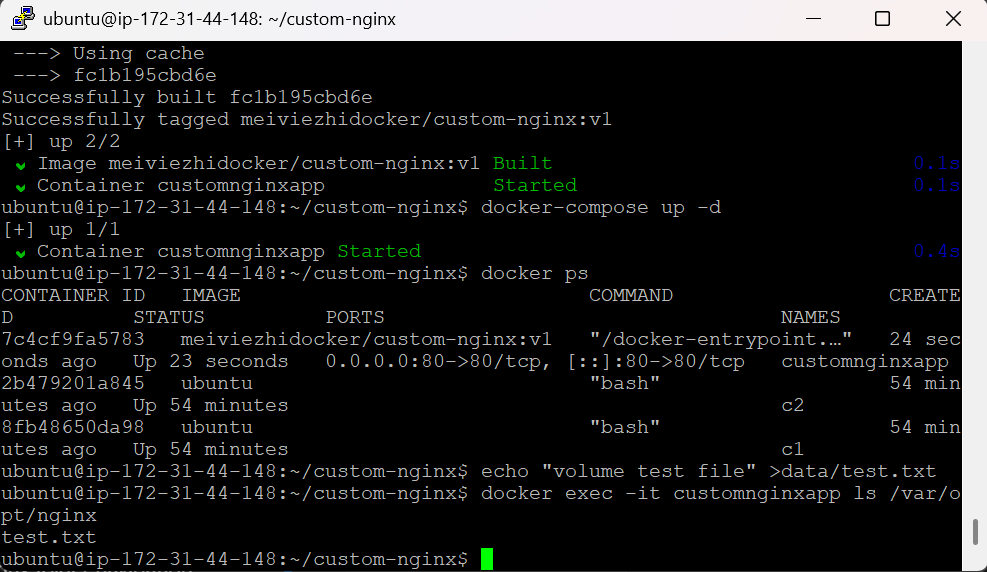 ubuntu@ip-172-31-44-148: ~/custom-nginx
---> Using cache
---> fc1b195cbd6e
Successfully built fc1b195cbd6e
Successfully tagged meiviezhidocker/custom-nginx:v1
[+] up 2/2
✔ Image meiviezhidocker/custom-nginx:v1 Built 0.1s
✔ Container customnginxapp Started 0.1s
ubuntu@ip-172-31-44-148:~/custom-nginx$ docker-compose up -d
[+] up 1/1
✔ Container customnginxapp Started 0.4s
ubuntu@ip-172-31-44-148:~/custom-nginx$ docker ps
CONTAINER ID   IMAGE                             COMMAND                  CREATE
D          STATUS          PORTS                                 NAMES
7c4cf9fa5783   meiviezhidocker/custom-nginx:v1   "/docker-entrypoint.…"   24 sec
onds ago   Up 23 seconds   0.0.0.0:80->80/tcp, [::]:80->80/tcp   customnginxapp
2b479201a845   ubuntu                            "bash"                   54 min
utes ago   Up 54 minutes                                         c2
8fb48650da98   ubuntu                            "bash"                   54 min
utes ago   Up 54 minutes                                         c1
ubuntu@ip-172-31-44-148:~/custom-nginx$ echo "volume test file" >data/test.txt
ubuntu@ip-172-31-44-148:~/custom-nginx$ docker exec -it customnginxapp ls /var/o
pt/nginx
test.txt
ubuntu@ip-172-31-44-148:~/custom-nginx$